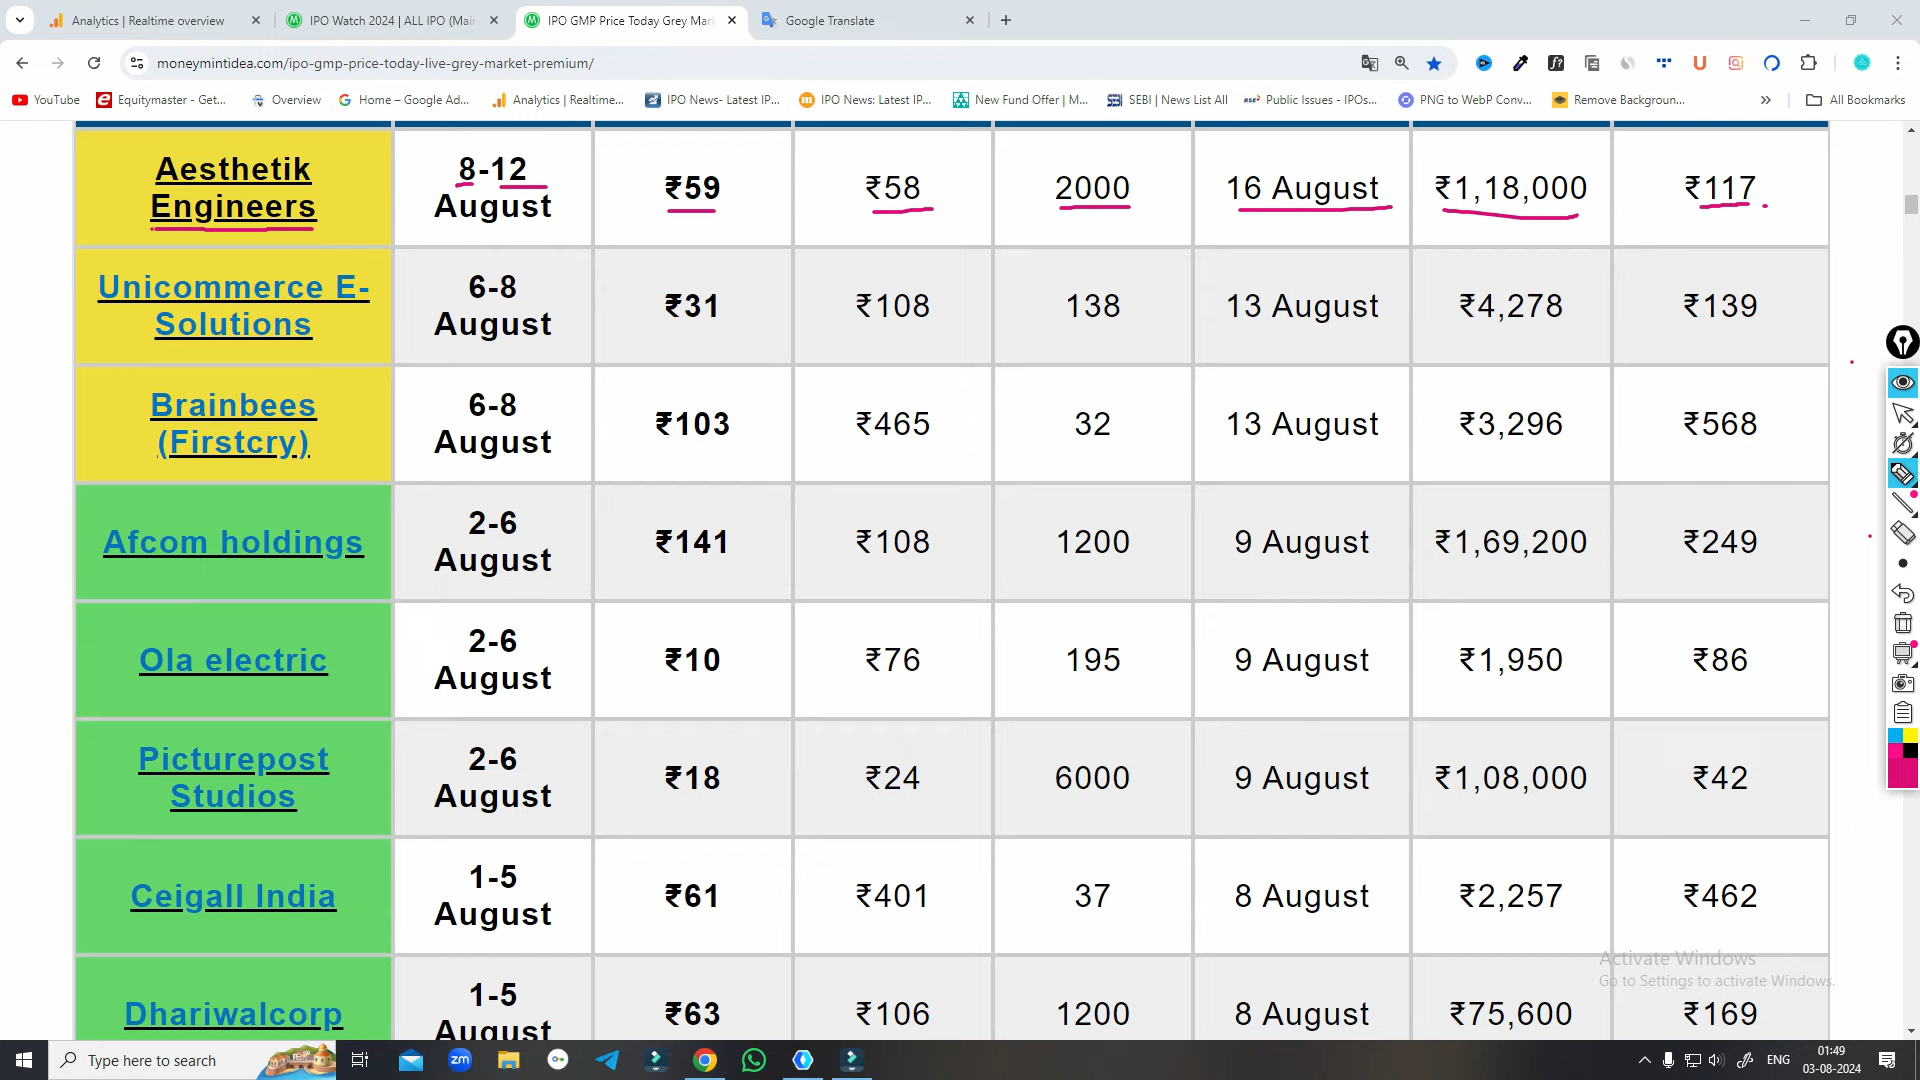 Analytics | Realtime overview
IPO Watch 2024 | ALL IPO (Mai
IPO GMP Price Today Grey Mar
Google Translate
moneymintidea.com/ipo-gmp-price-today-live-grey-market-premium/
YouTube
Equitymaster - Get...
Overview
Home – Google Ad...
Analytics | Realtime...
IPO News- Latest IP...
IPO News: Latest IP...
New Fund Offer | M...
SEBI | News List All
Public Issues - IPOs...
PNG to WebP Conv...
Remove Backgroun...
All Bookmarks
Aesthetik Engineers 8-12 August ₹59 ₹58 2000 16 August ₹1,18,000 ₹117
Unicommerce E-Solutions 6-8 August ₹31 ₹108 138 13 August ₹4,278 ₹139
Brainbees (Firstcry) 6-8 August ₹103 ₹465 32 13 August ₹3,296 ₹568
Afcom holdings 2-6 August ₹141 ₹108 1200 9 August ₹1,69,200 ₹249
Ola electric 2-6 August ₹10 ₹76 195 9 August ₹1,950 ₹86
Picturepost Studios 2-6 August ₹18 ₹24 6000 9 August ₹1,08,000 ₹42
Ceigall India 1-5 August ₹61 ₹401 37 8 August ₹2,257 ₹462
Dhariwalcorp 1-5 August ₹63 ₹106 1200 8 August ₹75,600 ₹169
Activate Windows
Go to Settings to activate Windows.
Type here to search
zm
ENG
01:49
03-08-2024